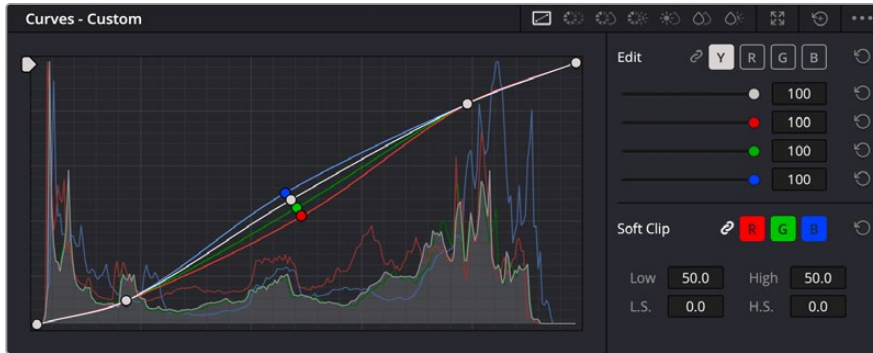 Curves - Custom
Edit Y R G B
100
100
100
100
Soft Clip R G B
Low 50.0 High 50.0
L.S. 0.0 H.S. 0.0